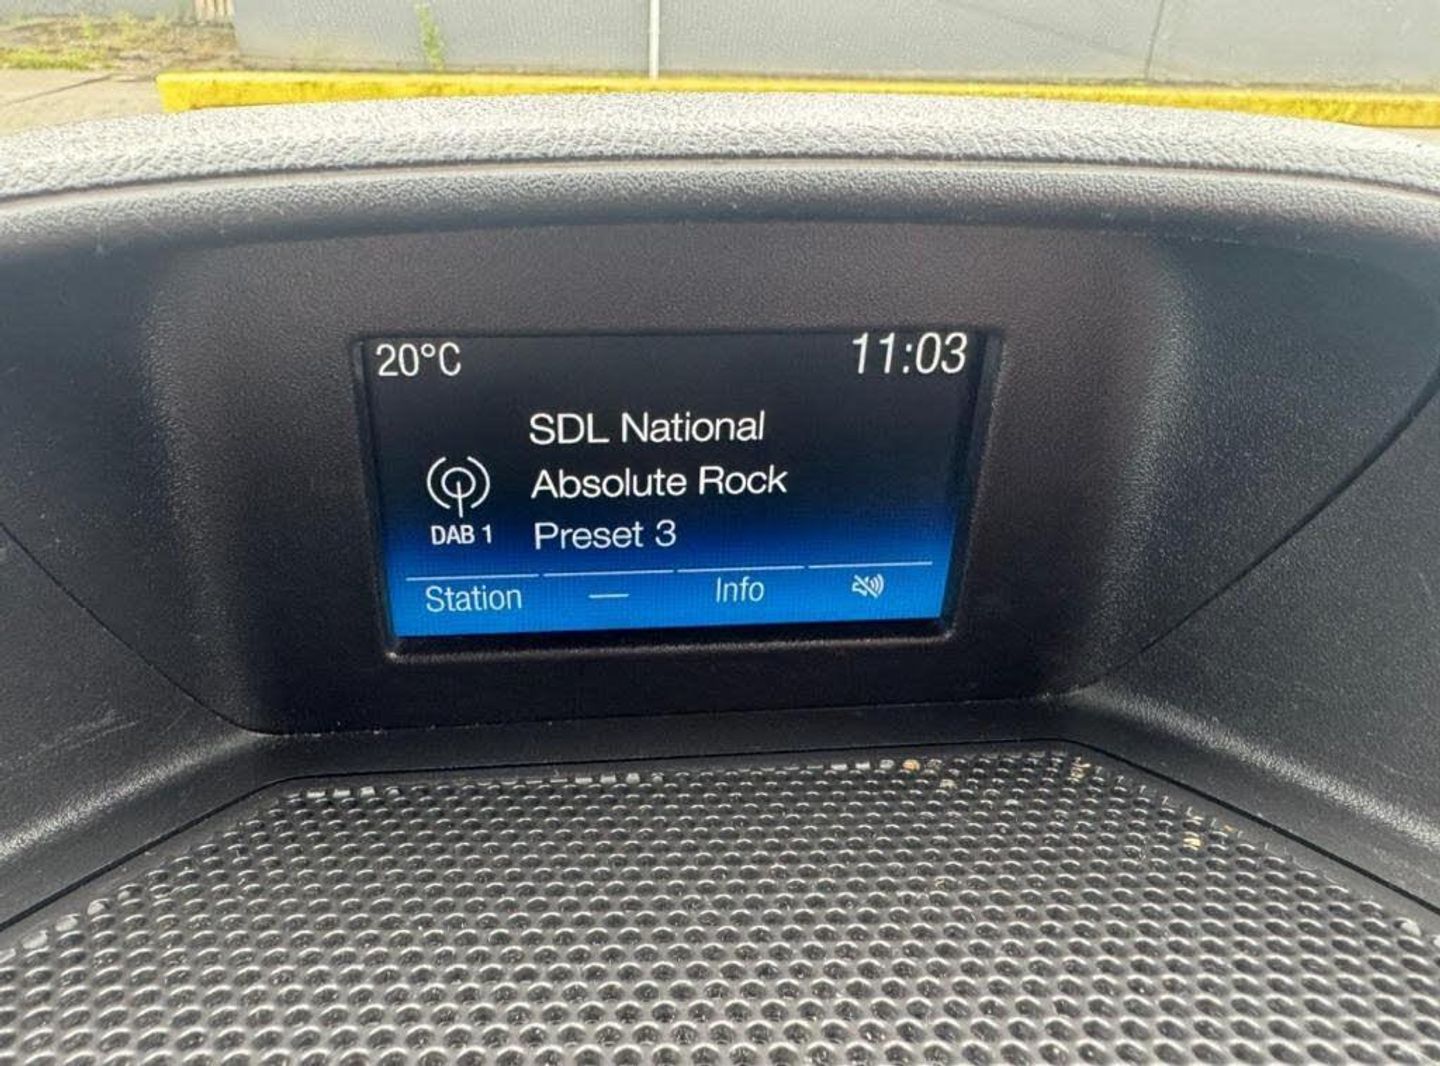 20°C 11:03
SDL National
Absolute Rock
DAB 1 Preset 3
Station — Info